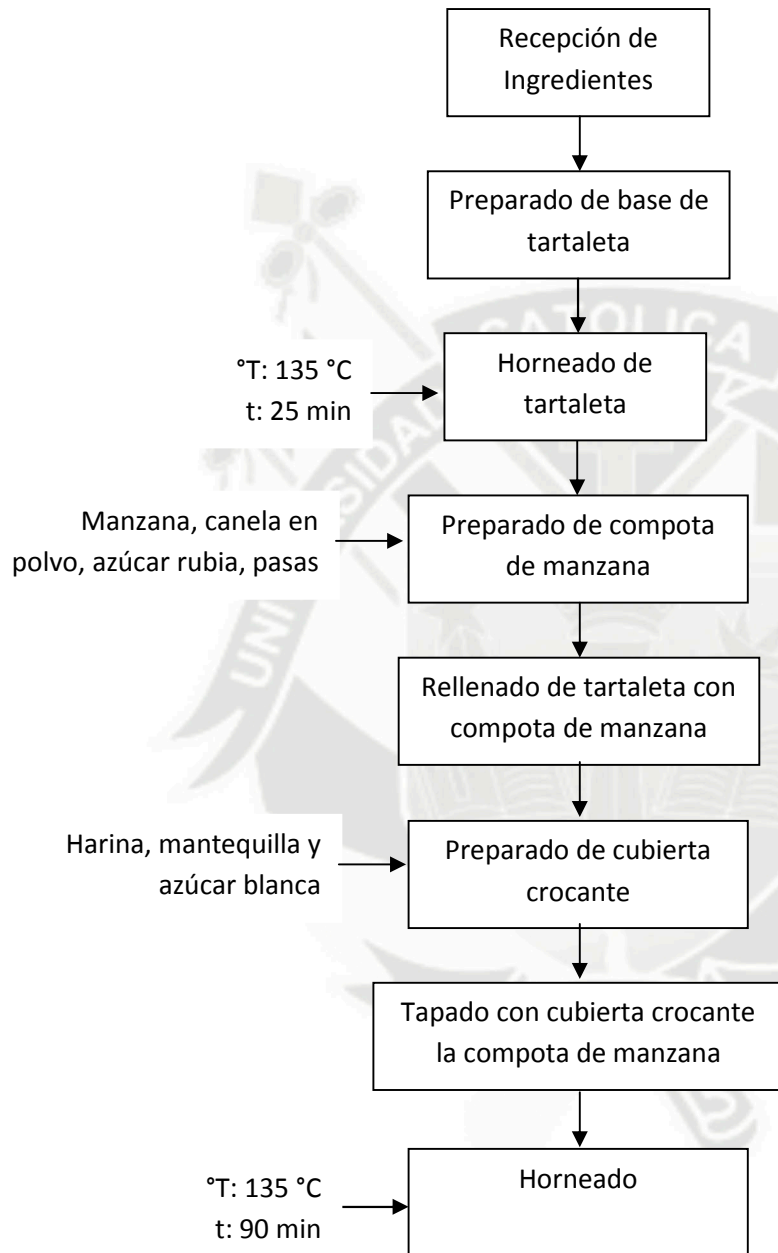 Recepción de
Ingredientes
Preparado de base de
tartaleta
°T: 135 °C
t: 25 min
Horneado de
tartaleta
Manzana, canela en
polvo, azúcar rubia, pasas
Preparado de compota
de manzana
Rellenado de tartaleta con
compota de manzana
Harina, mantequilla y
azúcar blanca
Preparado de cubierta
crocante
Tapado con cubierta crocante
la compota de manzana
°T: 135 °C
t: 90 min
Horneado